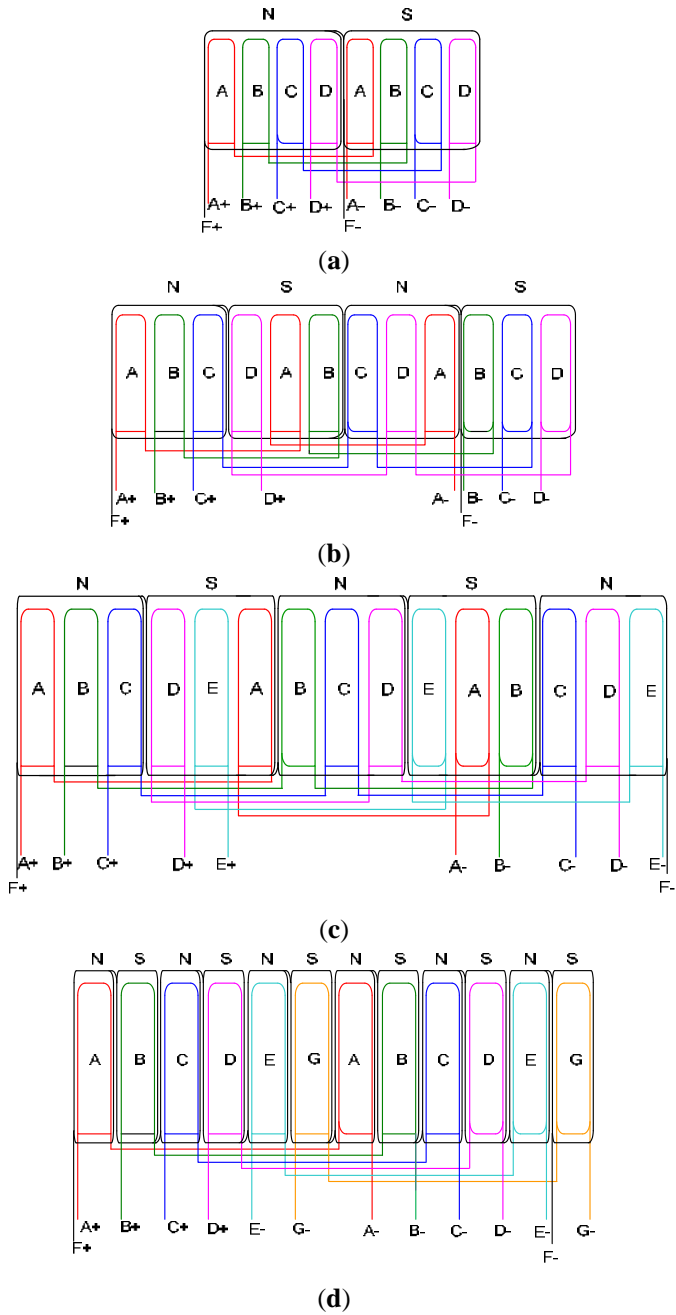 N S
A B C D A B C D
A+ B+ C+ D+ A- B- C- D-
F+ F-
(a)
N S N S
A B C D A B C D A B C D
A+ B+ C+ D+ A- B- C- D-
F+ F-
(b)
N S N S N
A B C D E A B C D E A B C D E
A+ B+ C+ D+ E+ A- B- C- D- E-
F+ F-
(c)
N S N S N S N S N S N S
A B C D E G A B C D E G
A+ B+ C+ D+ E- G- A- B- C- D- E- G-
F+ F-
(d)